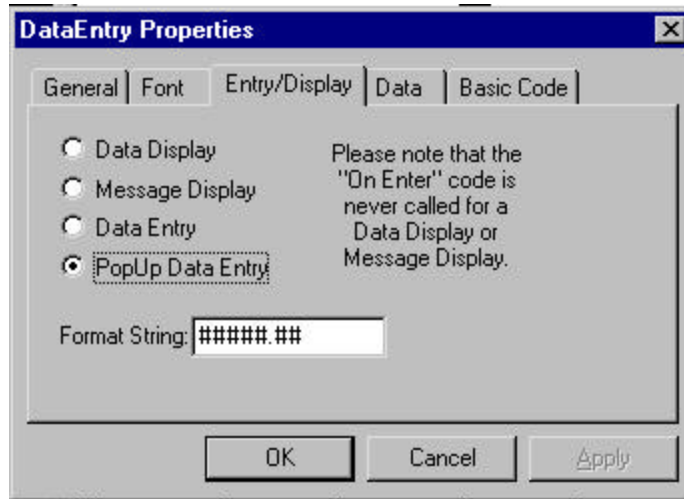 DataEntry Properties
General Font Entry/Display Data Basic Code
Data Display
Message Display
Data Entry
PopUp Data Entry
Please note that the
"On Enter" code is
never called for a
Data Display or
Message Display.
Format String: #####.##
OK Cancel Apply